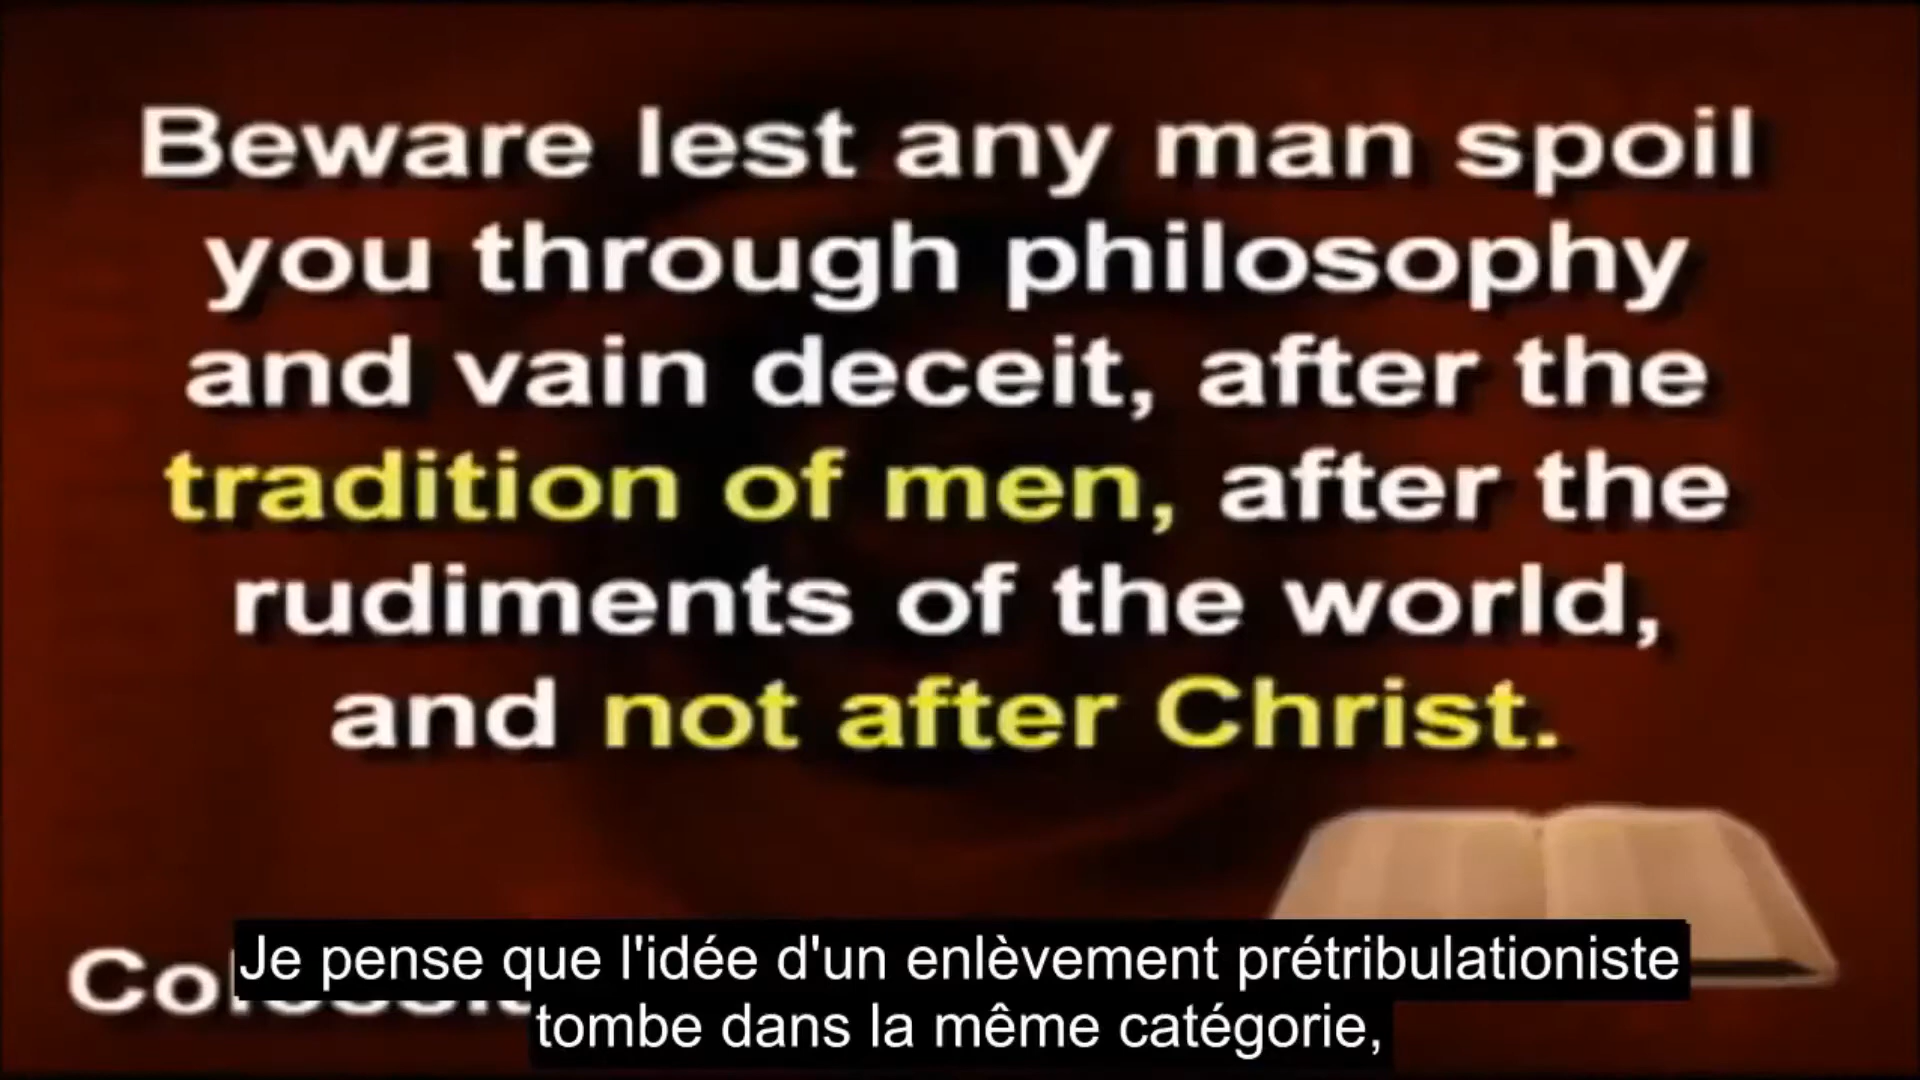 Beware lest any man spoil
you through philosophy
and vain deceit, after the
tradition of men, after the
rudiments of the world,
and not after Christ.
Je pense que l'idée d'un enlèvement prétribulationiste
tombe dans la même catégorie,